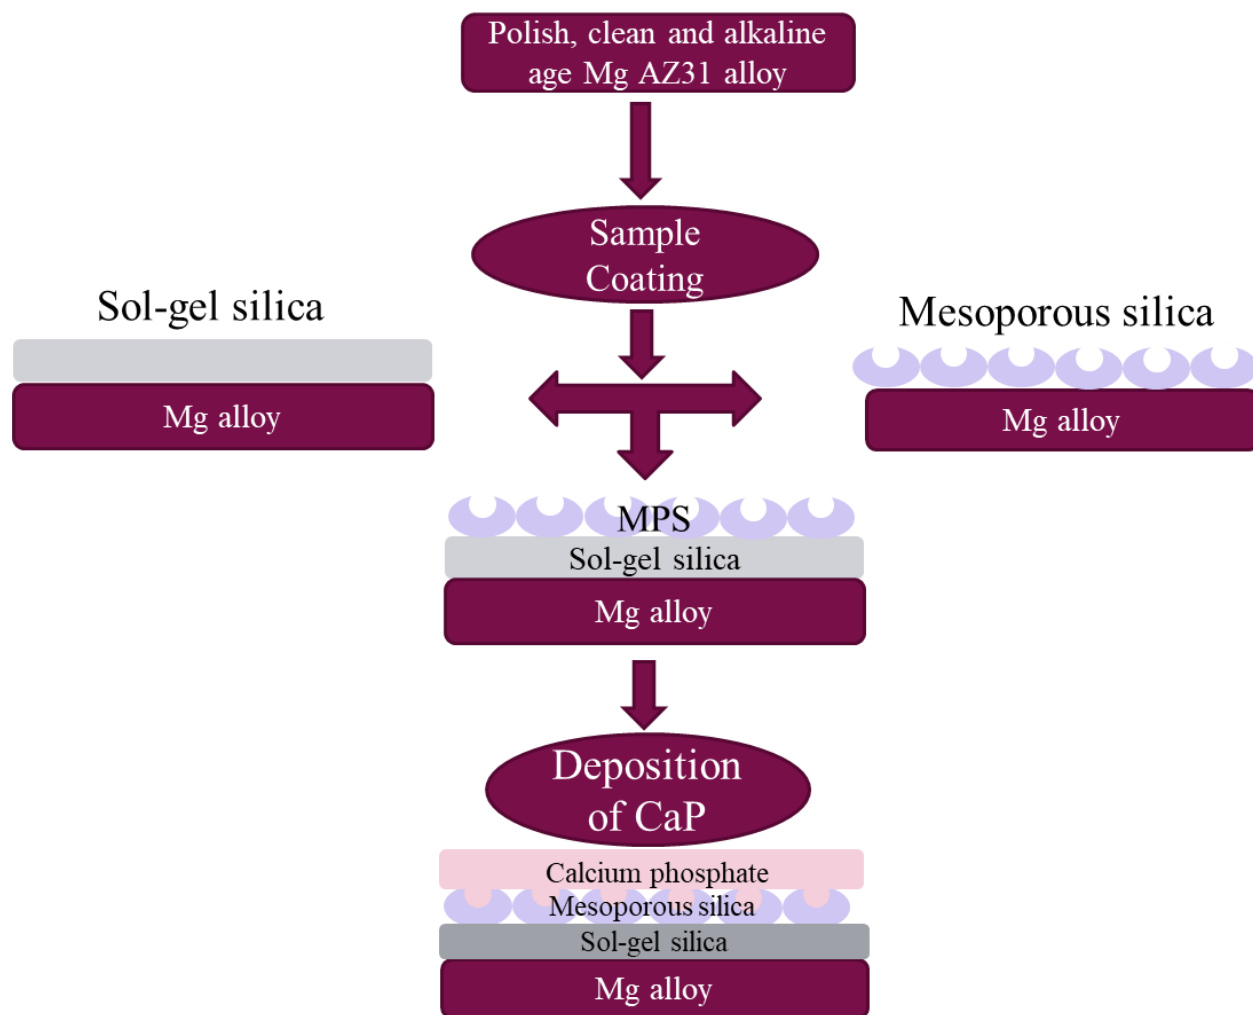 Polish, clean and alkaline
age Mg AZ31 alloy
Sample
Coating
Sol-gel silica
Mg alloy
Mesoporous silica
Mg alloy
MPS
Sol-gel silica
Mg alloy
Deposition
of CaP
Calcium phosphate
Mesoporous silica
Sol-gel silica
Mg alloy